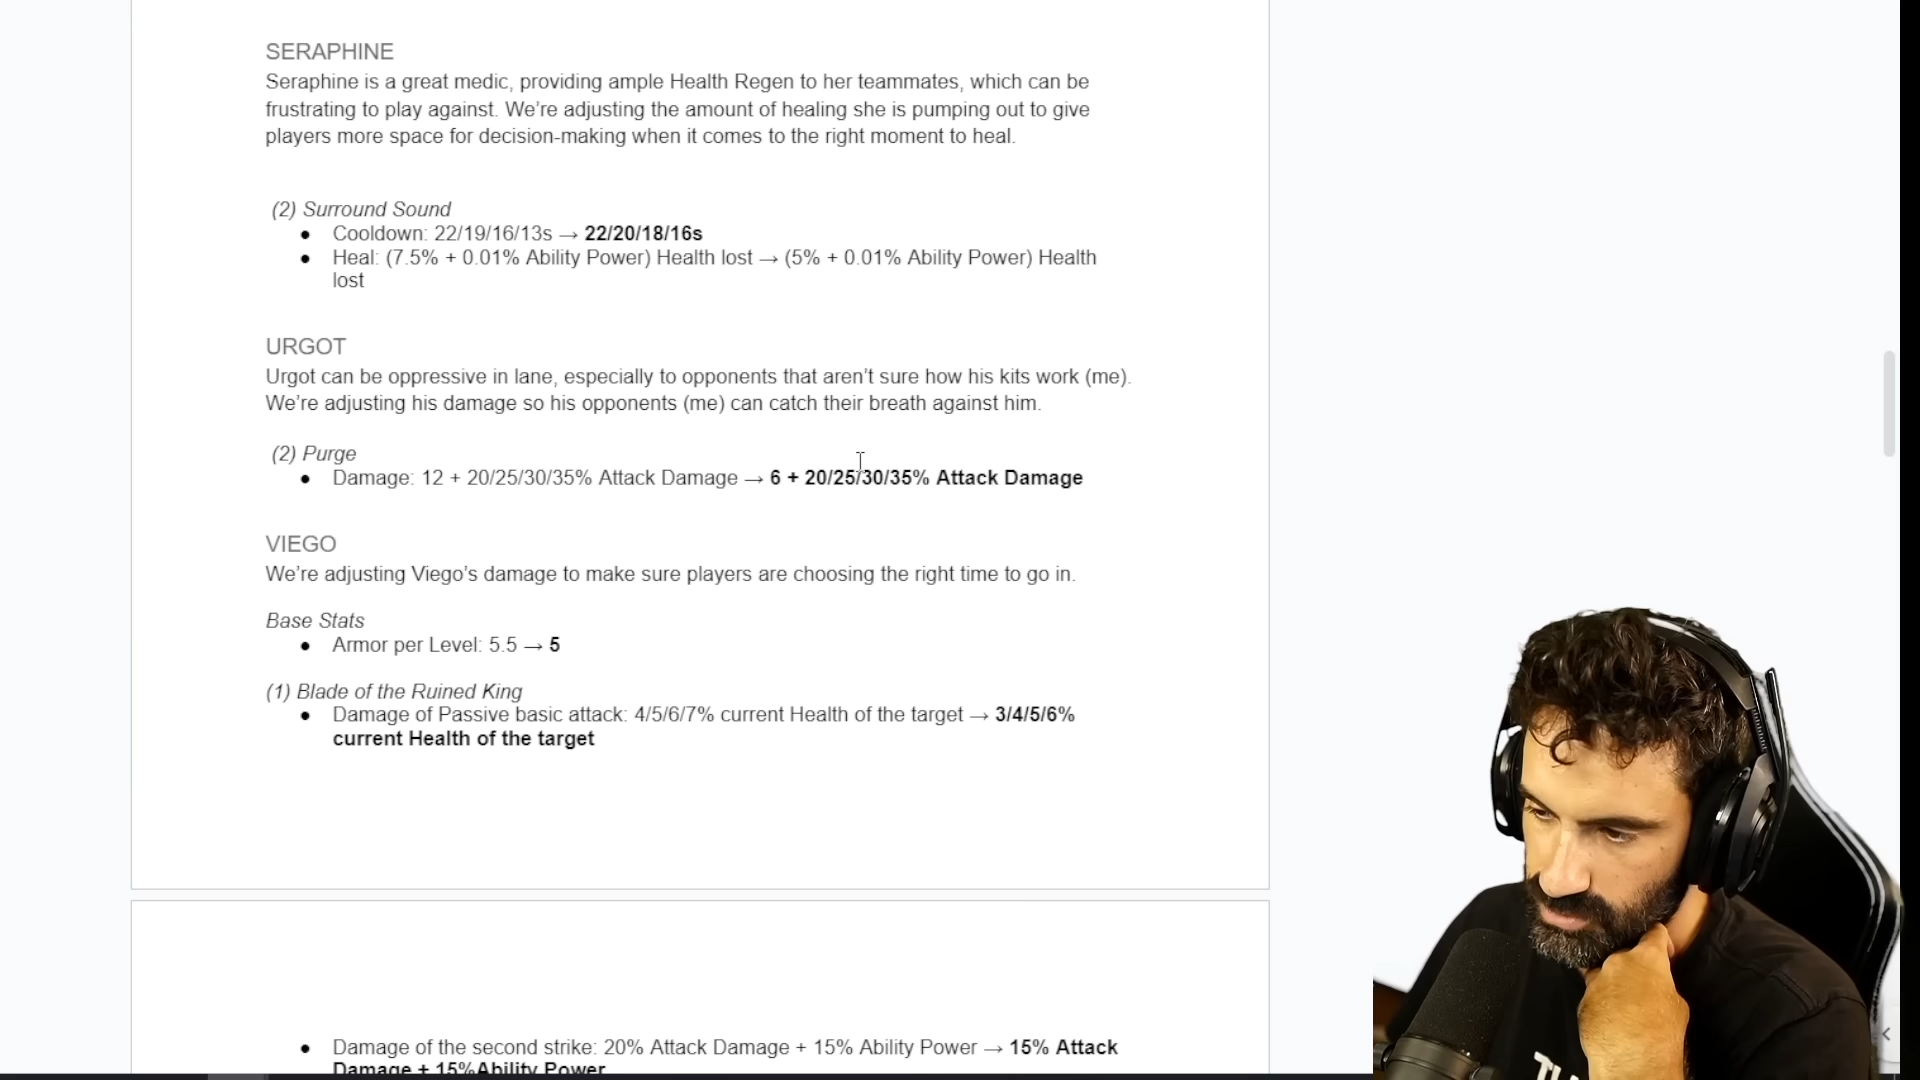 SERAPHINE
Seraphine is a great medic, providing ample Health Regen to her teammates, which can be
frustrating to play against. We’re adjusting the amount of healing she is pumping out to give
players more space for decision-making when it comes to the right moment to heal.
(2) Surround Sound
● Cooldown: 22/19/16/13s → 22/20/18/16s
● Heal: (7.5% + 0.01% Ability Power) Health lost → (5% + 0.01% Ability Power) Health
lost
URGOT
Urgot can be oppressive in lane, especially to opponents that aren’t sure how his kits work (me).
We’re adjusting his damage so his opponents (me) can catch their breath against him.
(2) Purge
● Damage: 12 + 20/25/30/35% Attack Damage → 6 + 20/25/30/35% Attack Damage
VIEGO
We’re adjusting Viego’s damage to make sure players are choosing the right time to go in.
Base Stats
● Armor per Level: 5.5 → 5
(1) Blade of the Ruined King
● Damage of Passive basic attack: 4/5/6/7% current Health of the target → 3/4/5/6%
current Health of the target
● Damage of the second strike: 20% Attack Damage + 15% Ability Power → 15% Attack
Damage + 15%Ability Power